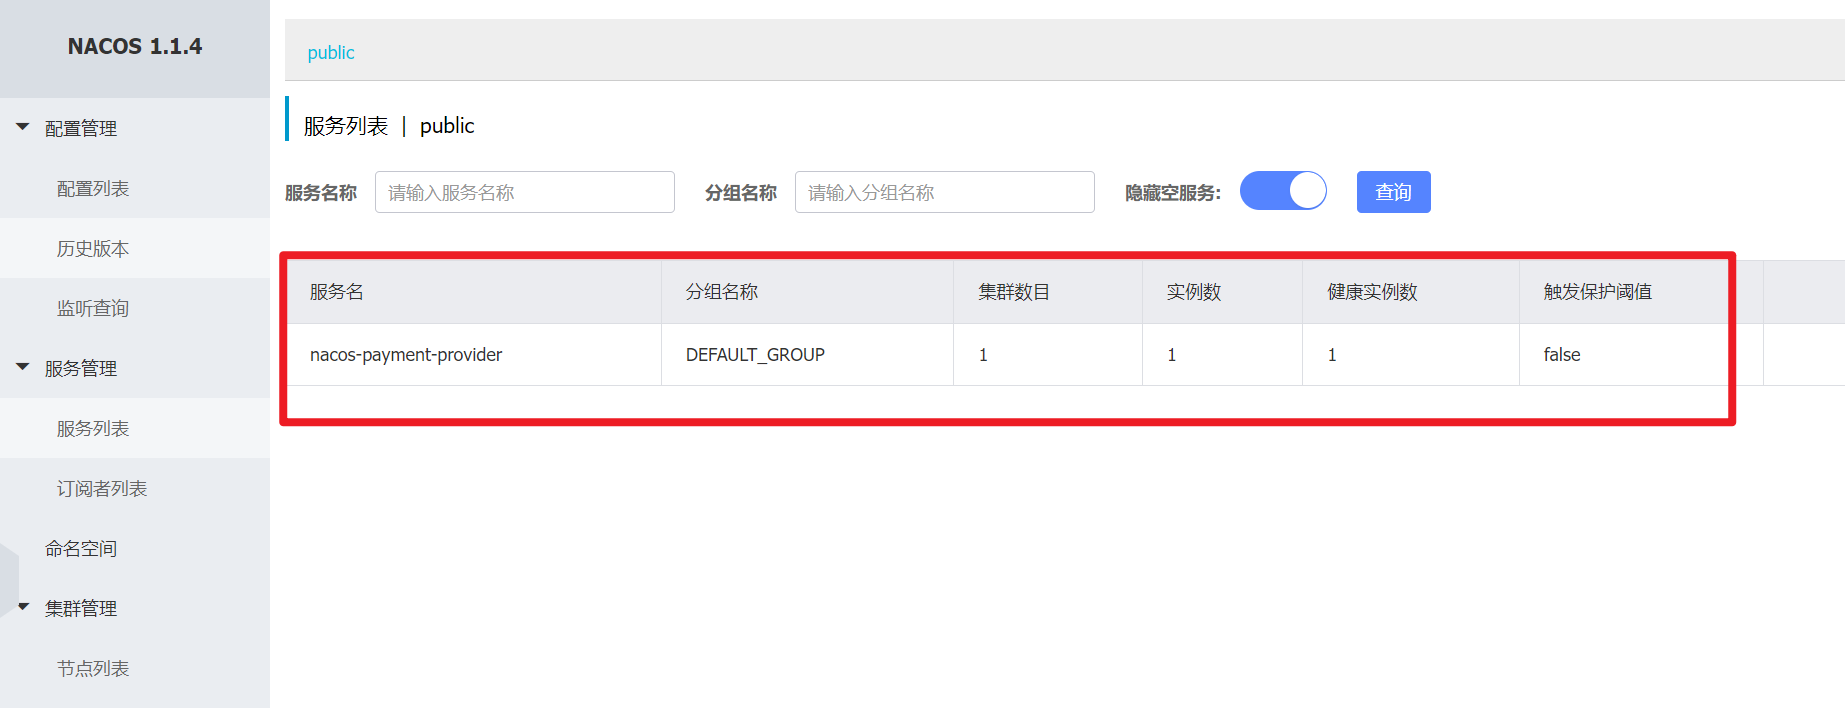 NACOS 1.1.4
配置管理
配置列表
历史版本
监听查询
服务管理
服务列表
订阅者列表
命名空间
集群管理
节点列表
public
服务列表 | public
服务名称 请输入服务名称 分组名称 请输入分组名称 隐藏空服务: 查询
服务名 分组名称 集群数目 实例数 健康实例数 触发保护阈值
nacos-payment-provider DEFAULT_GROUP 1 1 1 false